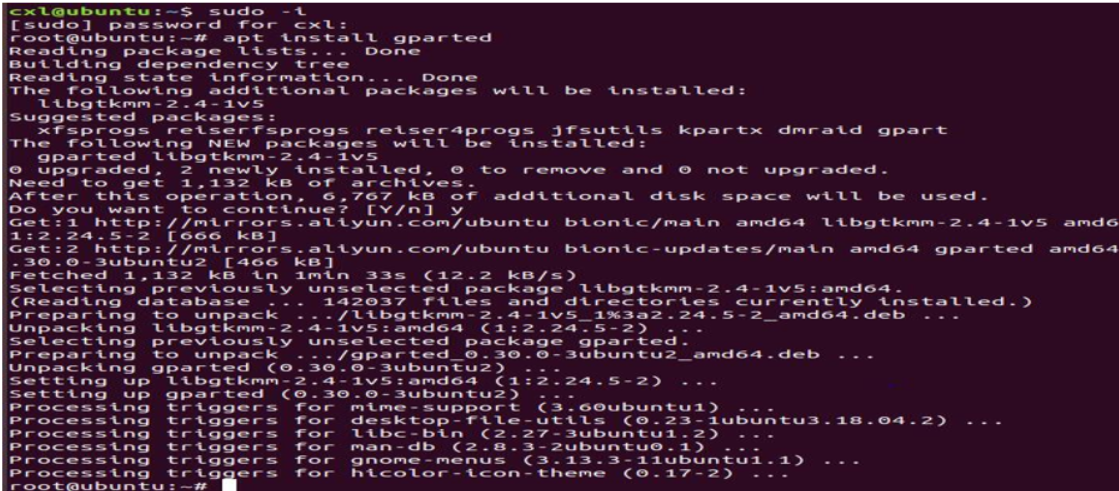 cxl@ubuntu:~$ sudo -i
[sudo] password for cxl:
root@ubuntu:~# apt install gparted
Reading package lists... Done
Building dependency tree
Reading state information... Done
The following additional packages will be installed:
  libgtkmm-2.4-1v5
Suggested packages:
  xfsprogs reiserfsprogs reiser4progs jfsutils kpartx dmraid gpart
The following NEW packages will be installed:
  gparted libgtkmm-2.4-1v5
0 upgraded, 2 newly installed, 0 to remove and 0 not upgraded.
Need to get 1,132 kB of archives.
After this operation, 6,767 kB of additional disk space will be used.
Do you want to continue? [Y/n] y
Get:1 http://mirrors.aliyun.com/ubuntu bionic/main amd64 libgtkmm-2.4-1v5 amd6
1:2.24.5-2 [666 kB]
Get:2 http://mirrors.aliyun.com/ubuntu bionic-updates/main amd64 gparted amd64
.30.0-3ubuntu2 [466 kB]
Fetched 1,132 kB in 1min 33s (12.2 kB/s)
Selecting previously unselected package libgtkmm-2.4-1v5:amd64.
(Reading database ... 142037 files and directories currently installed.)
Preparing to unpack .../libgtkmm-2.4-1v5_1%3a2.24.5-2_amd64.deb ...
Unpacking libgtkmm-2.4-1v5:amd64 (1:2.24.5-2) ...
Selecting previously unselected package gparted.
Preparing to unpack .../gparted_0.30.0-3ubuntu2_amd64.deb ...
Unpacking gparted (0.30.0-3ubuntu2) ...
Setting up libgtkmm-2.4-1v5:amd64 (1:2.24.5-2) ...
Setting up gparted (0.30.0-3ubuntu2) ...
Processing triggers for mime-support (3.60ubuntu1) ...
Processing triggers for desktop-file-utils (0.23-1ubuntu3.18.04.2) ...
Processing triggers for libc-bin (2.27-3ubuntu1.2) ...
Processing triggers for man-db (2.8.3-2ubuntu0.1) ...
Processing triggers for gnome-menus (3.13.3-11ubuntu1.1) ...
Processing triggers for hicolor-icon-theme (0.17-2) ...
root@ubuntu:~#